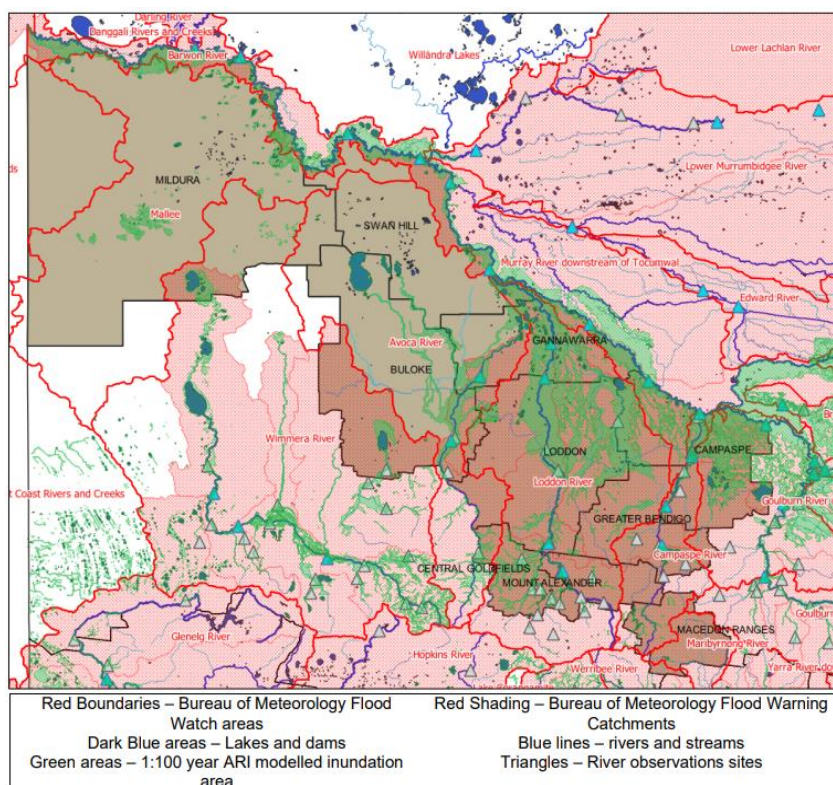 Darling River
Danggali Rivers and Creeks
Barwon River
Willandra Lakes
Lower Lachlan River
ds
MILDURA
Mallee
Lower Murrumbidgee River
SWAN HILL
Murray River downstream of Tocumwal
Edward River
Avoca River
GANNAWARRA
BULOKE
Wimmera River
LODDON
CAMPASPE
t Coast Rivers and Creeks
Loddon River
Goulburn River
GREATER BENDIGO
Campaspe River
CENTRAL GOLDFIELDS
MOUNT ALEXANDER
Goulbur
MACEDON RANGES
Glenelg River
Maribyrnong River
Hopkins River
Werribee River
Yarra River dow
Red Boundaries – Bureau of Meteorology Flood
Watch areas
Dark Blue areas – Lakes and dams
Green areas – 1:100 year ARI modelled inundation
area
Red Shading – Bureau of Meteorology Flood Warning
Catchments
Blue lines – rivers and streams
Triangles – River observations sites